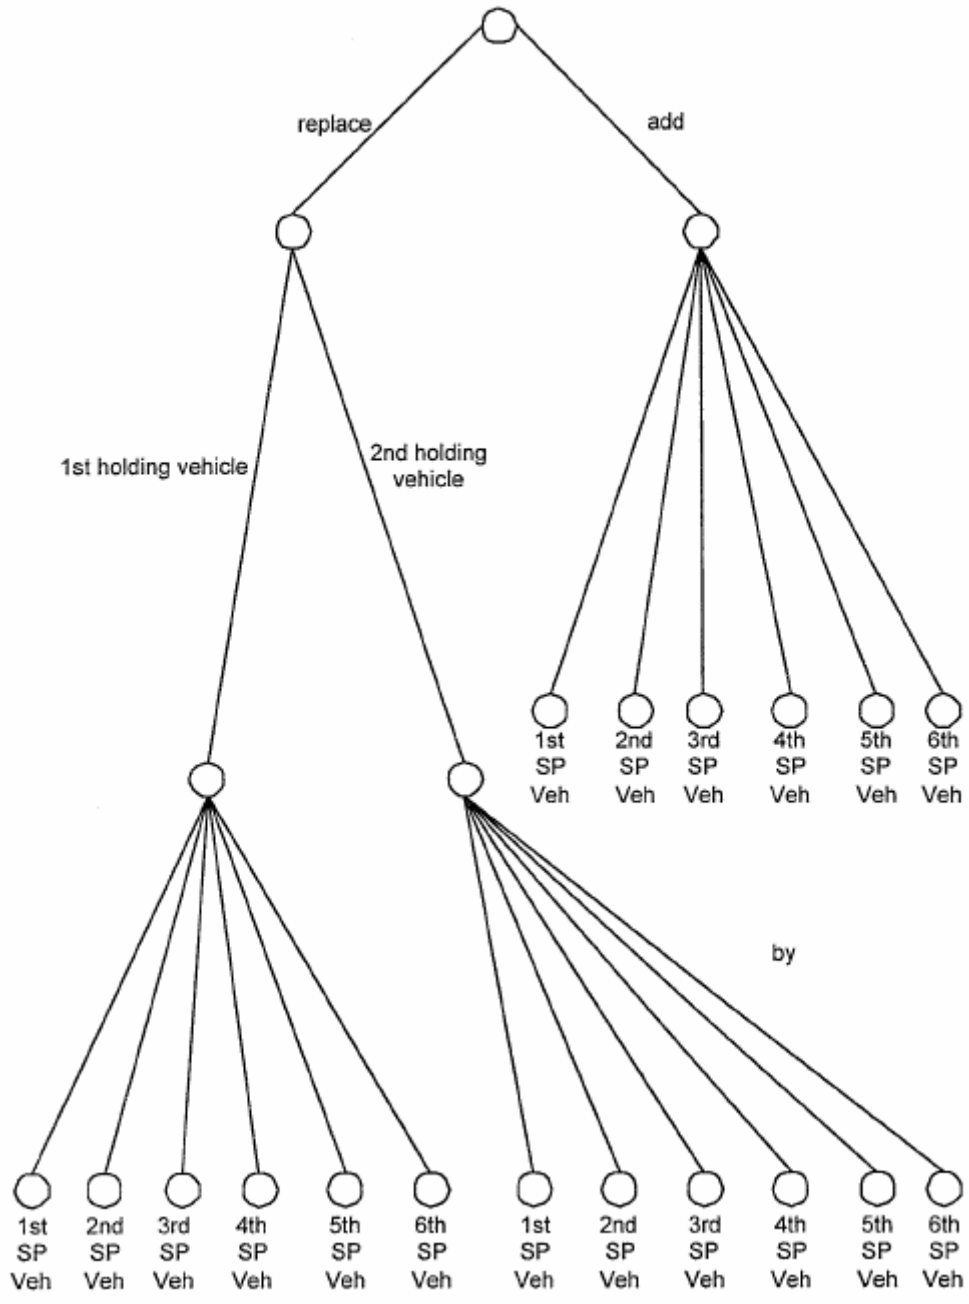 replace
add
1st holding vehicle
2nd holding
vehicle
1st 2nd 3rd 4th 5th 6th
SP SP SP SP SP SP
Veh Veh Veh Veh Veh Veh
by
1st 2nd 3rd 4th 5th 6th 1st 2nd 3rd 4th 5th 6th
SP SP SP SP SP SP SP SP SP SP SP SP
Veh Veh Veh Veh Veh Veh Veh Veh Veh Veh Veh Veh